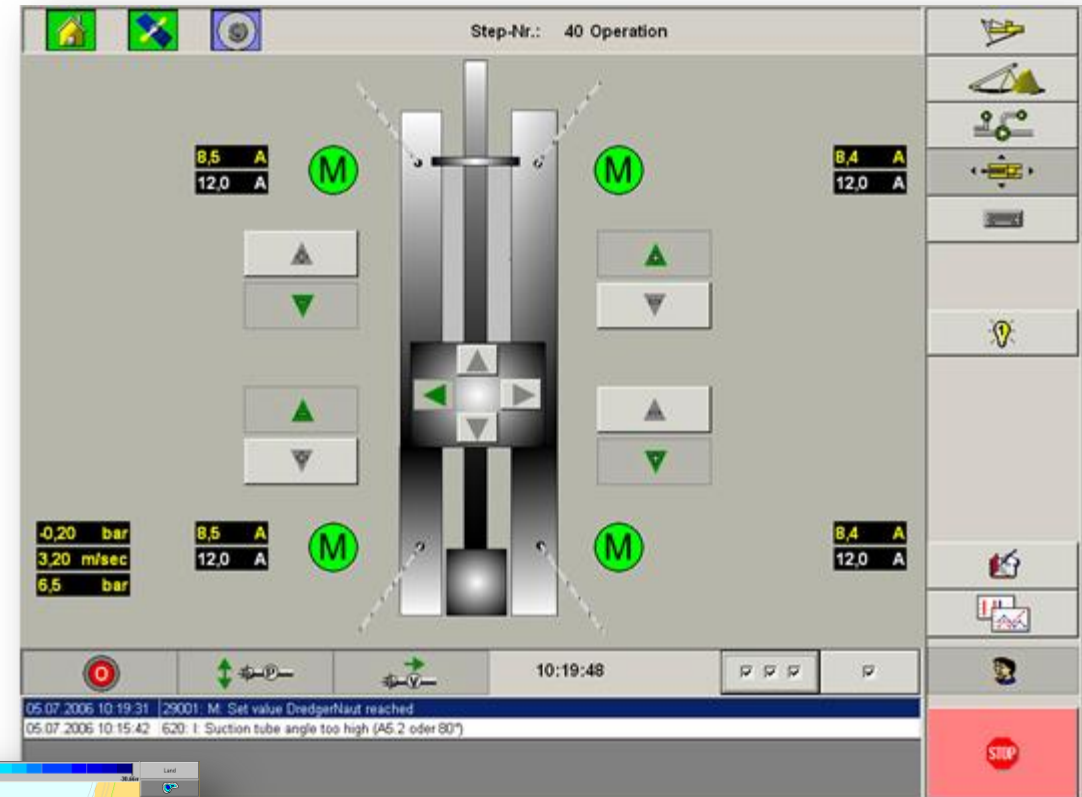 Step-Nr.: 40 Operation
8,5 A
12,0 A
M
M
8,4 A
12,0 A
-0,20 bar
3,20 m/sec
6,5 bar
8,5 A
12,0 A
M
M
8,4 A
12,0 A
O
P
V
10:19:48
STOP
05.07.2006 10:19:31 29001: M: Set value DredgerNaut reached
05.07.2006 10:15:42 620: I: Suction tube angle too high (A5.2 oder 80°)
Land